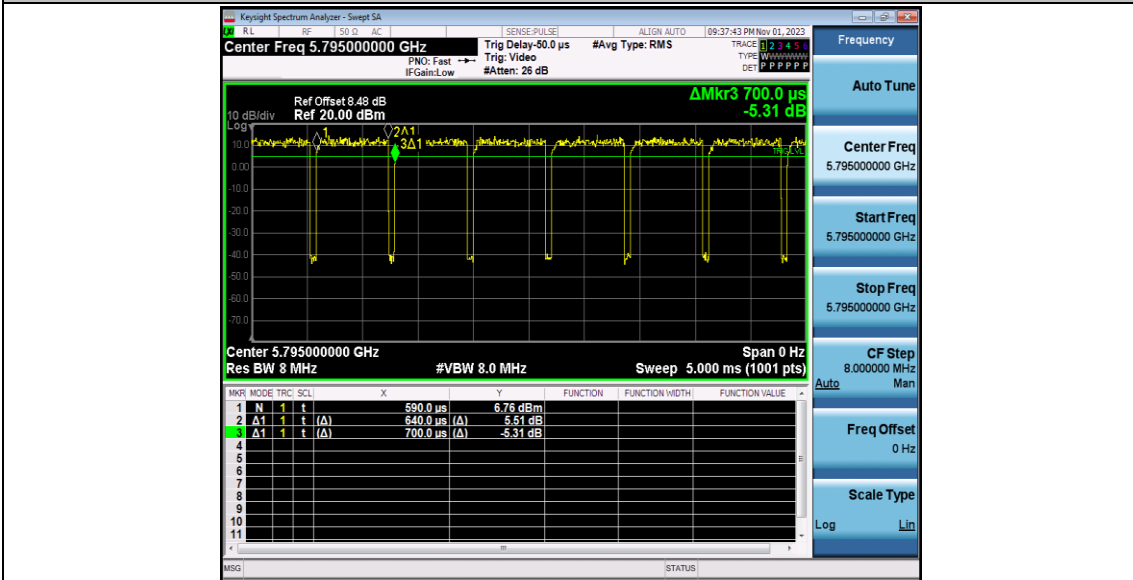 Keysight Spectrum Analyzer - Swept SA
RL RF 50 Ω AC SENSE:PULSE ALIGN AUTO 09:37:43 PM Nov 01, 2023
Center Freq 5.795000000 GHz
PNO: Fast
IFGain:Low
Trig Delay-50.0 µs
Trig: Video
#Atten: 26 dB
#Avg Type: RMS
TRACE 1 2 3 4 5 6
TYPE W
DET P P P P P P
ΔMkr3 700.0 µs
-5.31 dB
Ref Offset 8.48 dB
10 dB/div Ref 20.00 dBm
Log
1
2Δ1
3Δ1
TRIG LVL
10.0
0.00
-10.0
-20.0
-30.0
-40.0
-50.0
-60.0
-70.0
Center 5.795000000 GHz Span 0 Hz
Res BW 8 MHz #VBW 8.0 MHz Sweep 5.000 ms (1001 pts)
MKR MODE TRC SCL X Y FUNCTION FUNCTION WIDTH FUNCTION VALUE
1 N 1 t 590.0 µs 6.76 dBm
2 Δ1 1 t (Δ) 640.0 µs (Δ) 5.51 dB
3 Δ1 1 t (Δ) 700.0 µs (Δ) -5.31 dB
4
5
6
7
8
9
10
11
MSG STATUS
Frequency
Auto Tune
Center Freq
5.795000000 GHz
Start Freq
5.795000000 GHz
Stop Freq
5.795000000 GHz
CF Step
8.000000 MHz
Auto Man
Freq Offset
0 Hz
Scale Type
Log Lin